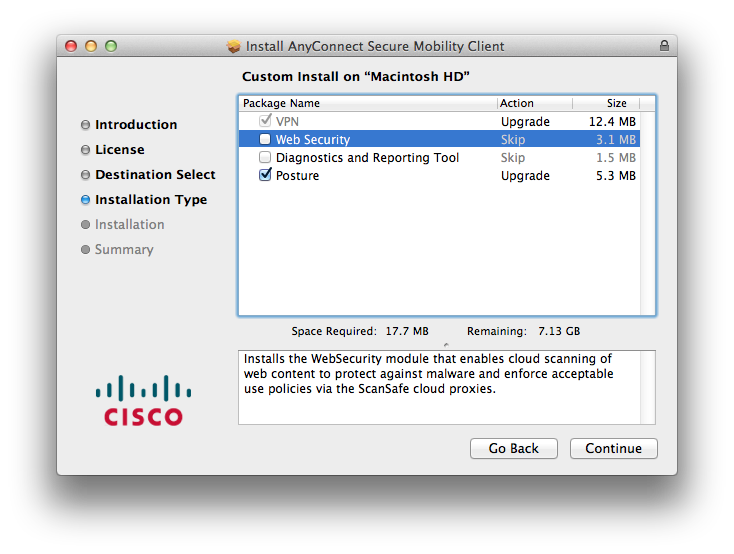 Install AnyConnect Secure Mobility Client
Custom Install on “Macintosh HD”
Introduction
License
Destination Select
Installation Type
Installation
Summary
Package Name Action Size
VPN Upgrade 12.4 MB
Web Security Skip 3.1 MB
Diagnostics and Reporting Tool Skip 1.5 MB
Posture Upgrade 5.3 MB
Space Required: 17.7 MB Remaining: 7.13 GB
Installs the WebSecurity module that enables cloud scanning of
web content to protect against malware and enforce acceptable
use policies via the ScanSafe cloud proxies.
CISCO
Go Back Continue